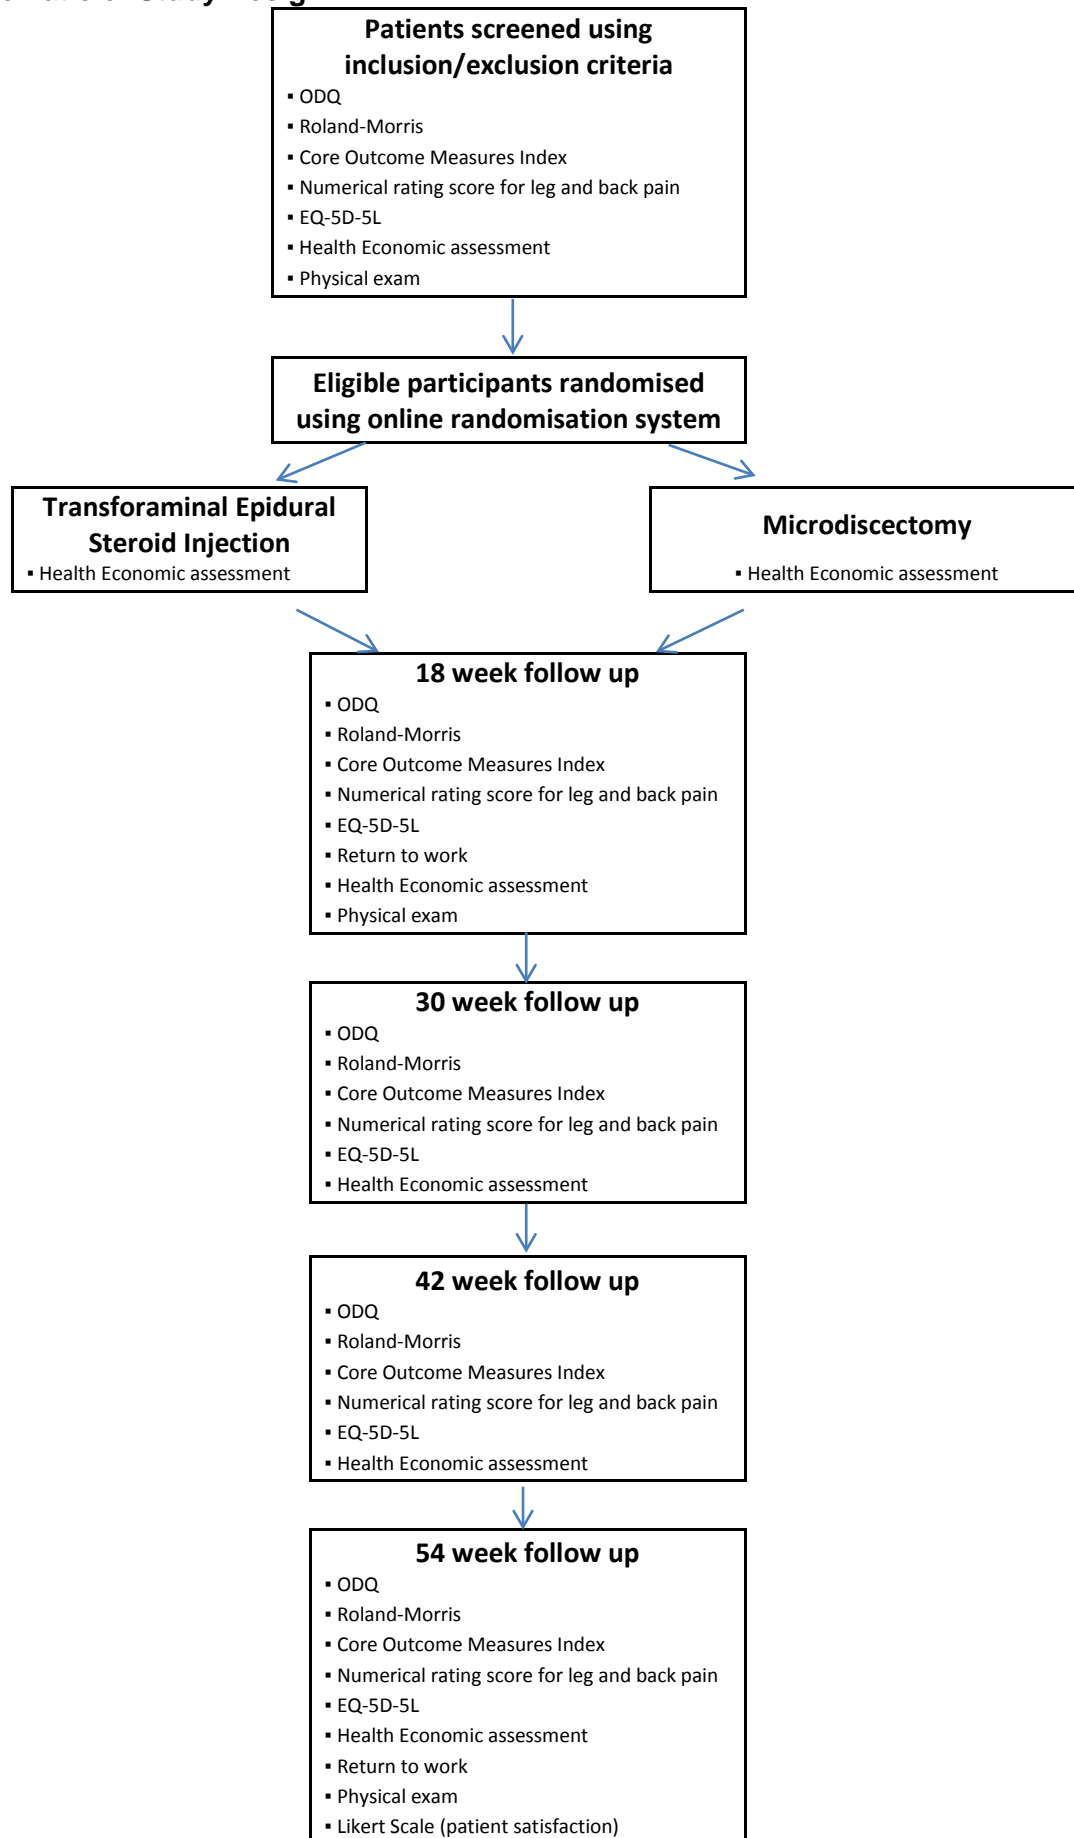 Patients screened using
inclusion/exclusion criteria
▪ ODQ
▪ Roland-Morris
▪ Core Outcome Measures Index
▪ Numerical rating score for leg and back pain
▪ EQ-5D-5L
▪ Health Economic assessment
▪ Physical exam
Eligible participants randomised
using online randomisation system
Transforaminal Epidural
Steroid Injection
▪ Health Economic assessment
Microdiscectomy
▪ Health Economic assessment
18 week follow up
▪ ODQ
▪ Roland-Morris
▪ Core Outcome Measures Index
▪ Numerical rating score for leg and back pain
▪ EQ-5D-5L
▪ Return to work
▪ Health Economic assessment
▪ Physical exam
30 week follow up
▪ ODQ
▪ Roland-Morris
▪ Core Outcome Measures Index
▪ Numerical rating score for leg and back pain
▪ EQ-5D-5L
▪ Health Economic assessment
42 week follow up
▪ ODQ
▪ Roland-Morris
▪ Core Outcome Measures Index
▪ Numerical rating score for leg and back pain
▪ EQ-5D-5L
▪ Health Economic assessment
54 week follow up
▪ ODQ
▪ Roland-Morris
▪ Core Outcome Measures Index
▪ Numerical rating score for leg and back pain
▪ EQ-5D-5L
▪ Health Economic assessment
▪ Return to work
▪ Physical exam
▪ Likert Scale (patient satisfaction)